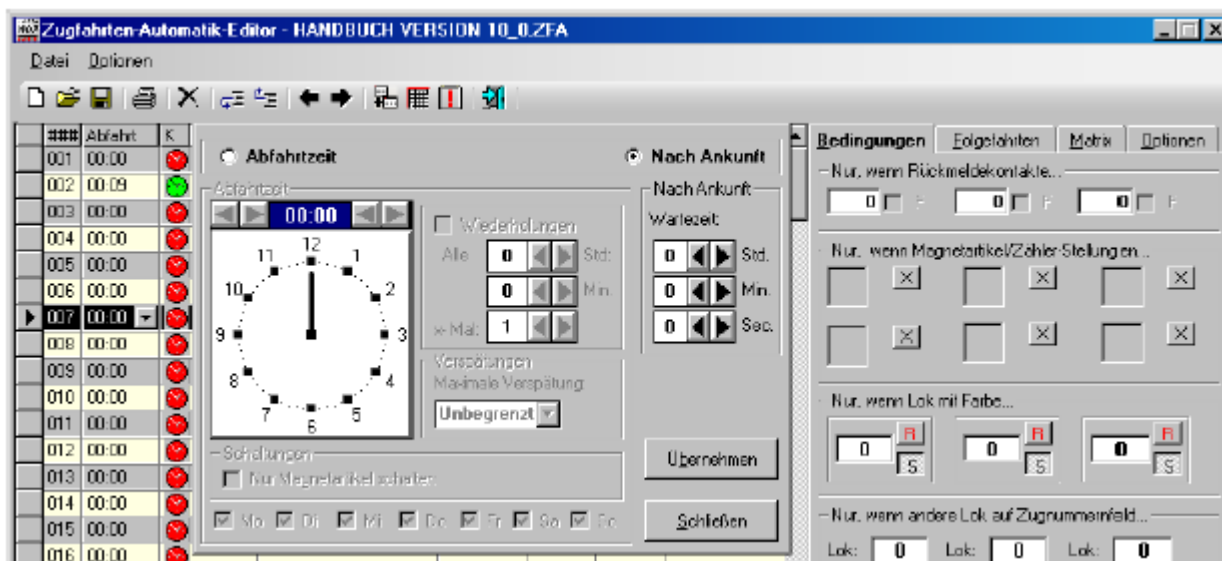 Zugfahrten-Automatik-Editor - HANDBUCH VERSION 10_0.ZFA
Datei Optionen
### Abfahrt K
001 00:00
002 00:09
003 00:00
004 00:00
005 00:00
006 00:00
007 00:00
008 00:00
009 00:00
010 00:00
011 00:00
012 00:00
013 00:00
014 00:00
015 00:00
016 00:00
Abfahrtzeit
Nach Ankunft
Abfahrtzeit
00:00
12
1
2
3
4
5
6
7
8
9
10
11
Wiederholungen
Alle 0 Std:
0 Min.
x-Mal: 1
Verspätungen
Maximale Verspätung:
Unbegrenzt
Nach Ankunft
Wartezeit:
0 Std.
0 Min.
0 Sec.
Schaltungen
Nur Magnetartikel schalten
Mo. Di. Mi. Do. Fr. Sa. So.
Übernehmen
Schließen
Bedingungen Folgefahrten Matrix Optionen
Nur, wenn Rückmeldekontakte...
0 F 0 F 0 F
Nur, wenn Magnetartikel/Zähler-Stellungen...
X X X
X X X
Nur, wenn Lok mit Farbe...
0 R S 0 R S 0 R S
Nur, wenn andere Lok auf Zugnummernfeld...
Lok: 0 Lok: 0 Lok: 0